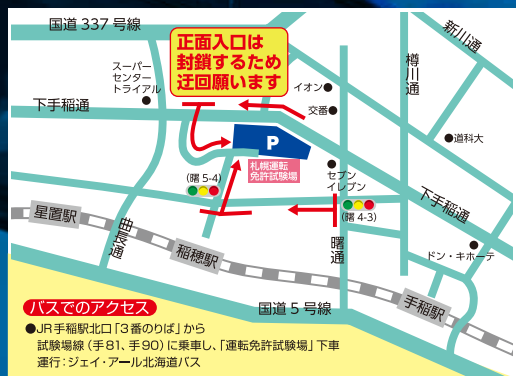 国道337号線
正面入口は
封鎖するため
迂回願います
新川通
樽川通
スーパー
センター
トライアル
イオン
交番
下手稲通
P
道科大
札幌運転
免許試験場
セブン
イレブン
(曙5-4)
下手稲通
(曙4-3)
星置駅
曲長通
稲穂駅
曙通
ドン・キホーテ
手稲駅
国道5号線
バスでのアクセス
●JR手稲駅北口「3番のりば」から
試験場線(手81、手90)に乗車し、「運転免許試験場」下車
運行:ジェイ・アール北海道バス